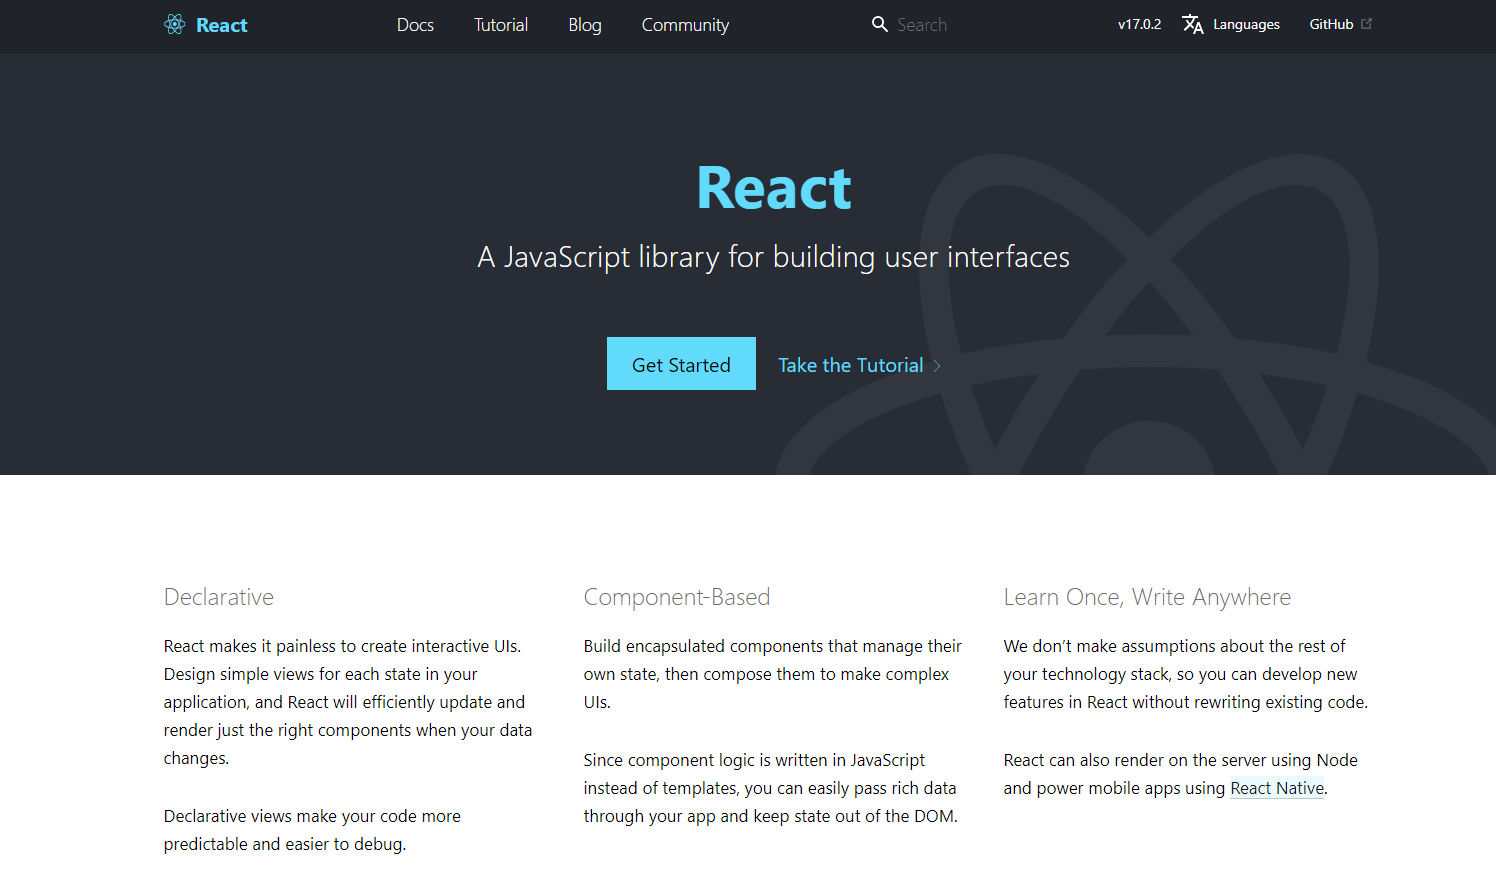 React
Docs
Tutorial
Blog
Community
Search
v17.0.2
Languages
GitHub
React
A JavaScript library for building user interfaces
Get Started
Take the Tutorial
Declarative
React makes it painless to create interactive UIs.
Design simple views for each state in your
application, and React will efficiently update and
render just the right components when your data
changes.
Declarative views make your code more
predictable and easier to debug.
Component-Based
Build encapsulated components that manage their
own state, then compose them to make complex
UIs.
Since component logic is written in JavaScript
instead of templates, you can easily pass rich data
through your app and keep state out of the DOM.
Learn Once, Write Anywhere
We don’t make assumptions about the rest of
your technology stack, so you can develop new
features in React without rewriting existing code.
React can also render on the server using Node
and power mobile apps using React Native.